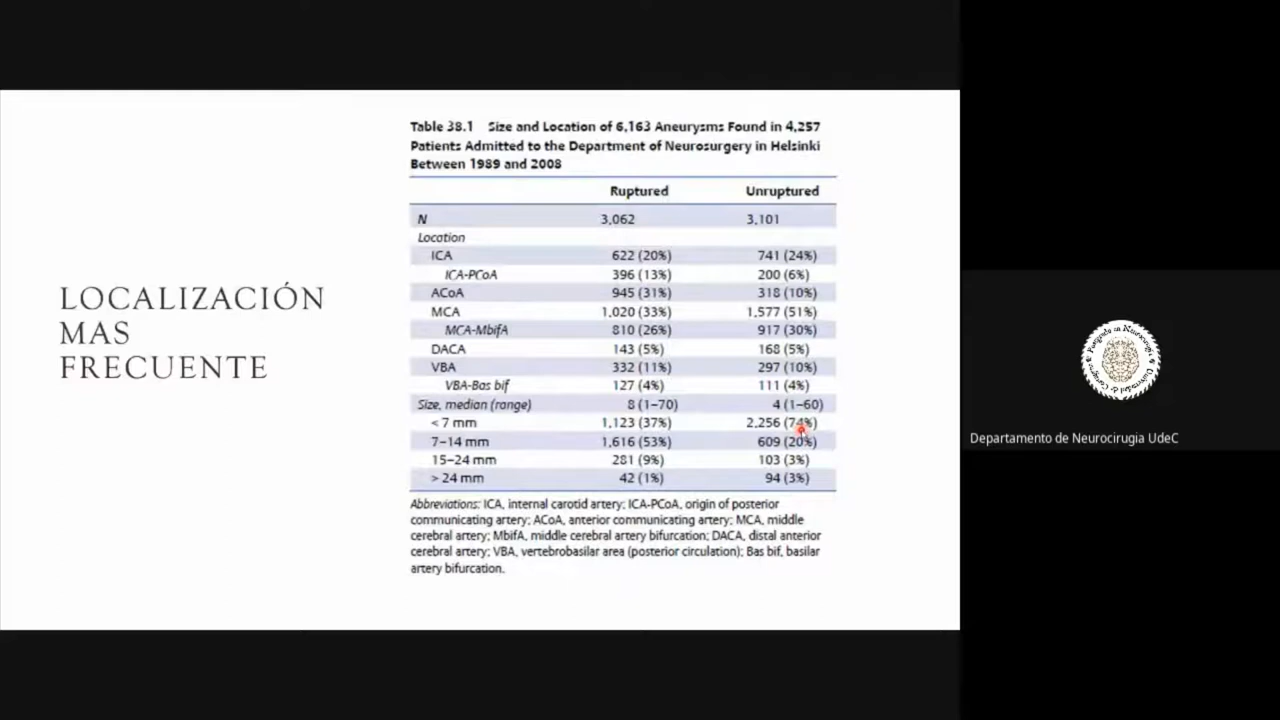 LOCALIZACIÓN
MAS
FRECUENTE
Table 38.1 Size and Location of 6,163 Aneurysms Found in 4,257
Patients Admitted to the Department of Neurosurgery in Helsinki
Between 1989 and 2008
Ruptured Unruptured
N 3,062 3,101
Location
ICA 622 (20%) 741 (24%)
ICA-PCoA 396 (13%) 200 (6%)
ACoA 945 (31%) 318 (10%)
MCA 1,020 (33%) 1,577 (51%)
MCA-MbifA 810 (26%) 917 (30%)
DACA 143 (5%) 168 (5%)
VBA 332 (11%) 297 (10%)
VBA-Bas bif 127 (4%) 111 (4%)
Size, median (range) 8 (1–70) 4 (1–60)
< 7 mm 1,123 (37%) 2,256 (74%)
7–14 mm 1,616 (53%) 609 (20%)
15–24 mm 281 (9%) 103 (3%)
> 24 mm 42 (1%) 94 (3%)
Abbreviations: ICA, internal carotid artery; ICA-PCoA, origin of posterior
communicating artery; ACoA, anterior communicating artery; MCA, middle
cerebral artery; MbifA, middle cerebral artery bifurcation; DACA, distal anterior
cerebral artery; VBA, vertebrobasilar area (posterior circulation); Bas bif, basilar
artery bifurcation.
Departamento de Neurocirugia UdeC